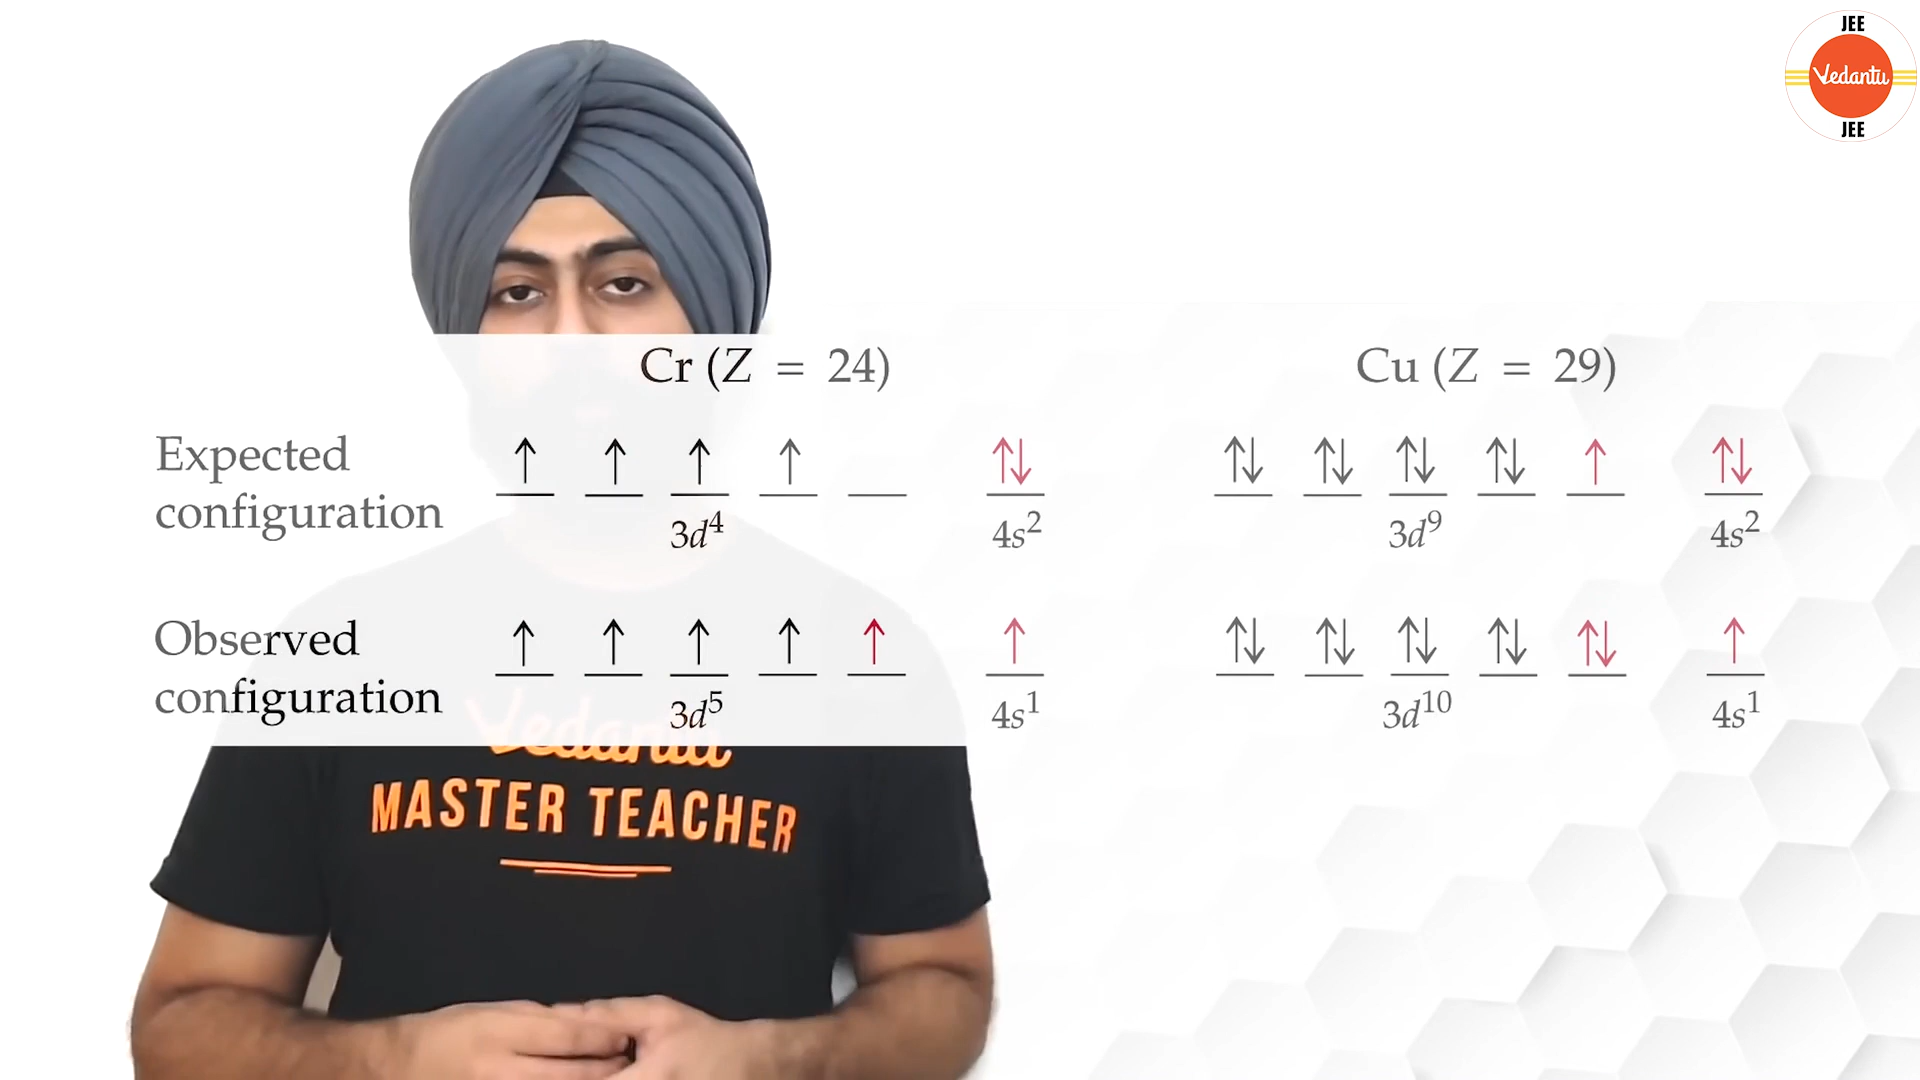 JEE
Vedantu
JEE
Cr (Z = 24)
Cu (Z = 29)
Expected
configuration
↑ ↑ ↑ ↑ ↑↓
↑↓ ↑↓ ↑↓ ↑↓ ↑ ↑↓
3d⁴ 4s²
3d⁹ 4s²
Observed
configuration
↑ ↑ ↑ ↑ ↑ ↑
↑↓ ↑↓ ↑↓ ↑↓ ↑↓ ↑
3d⁵ 4s¹
3d¹⁰ 4s¹
Vedantu
MASTER TEACHER